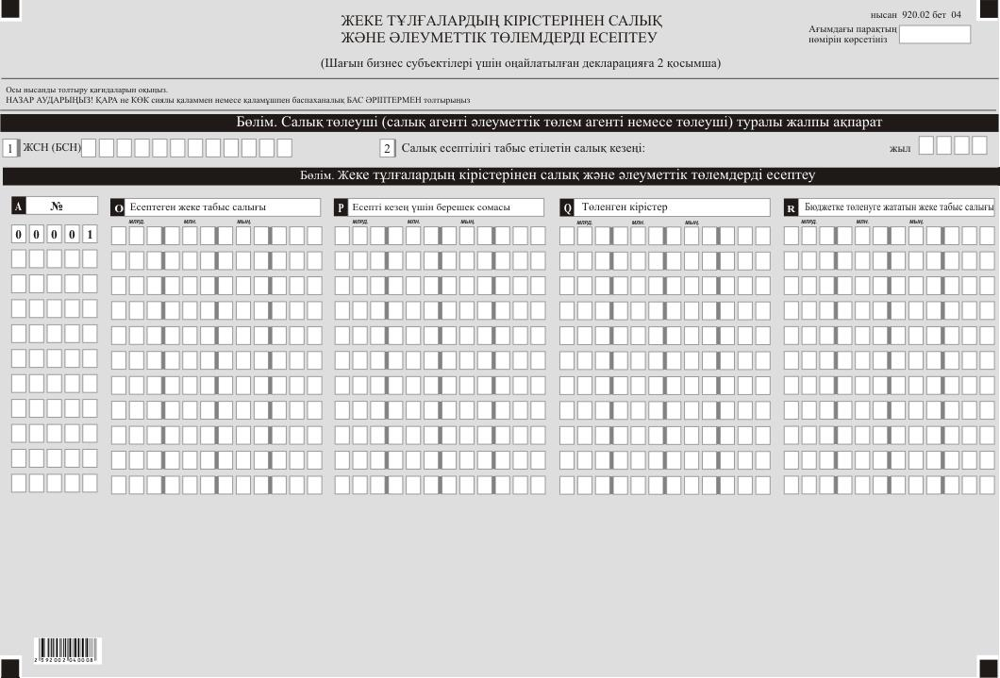 нысан 920.02 бет 04
ЖЕКЕ ТҰЛҒАЛАРДЫҢ КІРІСТЕРІНЕН САЛЫҚ
ЖӘНЕ ӘЛЕУМЕТТІК ТӨЛЕМДЕРДІ ЕСЕПТЕУ
Ағымдағы парақтың
нөмірін көрсетіңіз
(Шағын бизнес субъектілері үшін оңайлатылған декларацияға 2 қосымша)
Осы нысанды толтыру қағидаларын оқыңыз.
НАЗАР АУДАРЫҢЫЗ! ҚАРА не КӨК сиялы қаламмен немесе қаламұшпен баспаханалық БАС ӘРІПТЕРМЕН толтырыңыз
Бөлім. Салық төлеуші (салық агенті әлеуметтік төлем агенті немесе төлеуші) туралы жалпы ақпарат
1 ЖСН (БСН) 2 Салық есептілігі табыс етілетін салық кезеңі: жыл
Бөлім. Жеке тұлғалардың кірістерінен салық және әлеуметтік төлемдерді есептеу
A № O Есептеген жеке табыс салығы P Есепті кезең үшін берешек сомасы Q Төленген кірістер R Бюджетке төленуге жататын жеке табыс салығы
МЛРД. МЛН. МЫҢ. МЛРД. МЛН. МЫҢ. МЛРД. МЛН. МЫҢ. МЛРД. МЛН. МЫҢ.
0 0 0 0 1
2392002040008